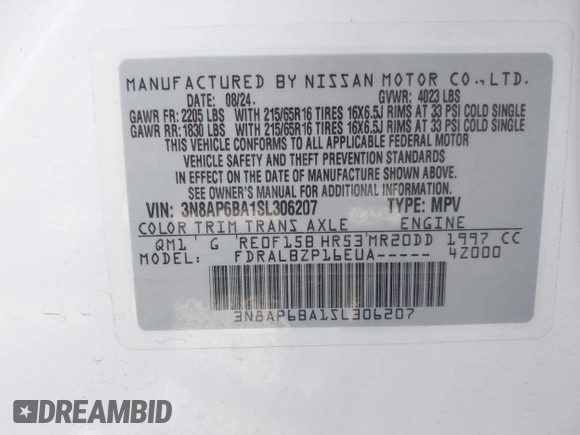 MANUFACTURED BY NISSAN MOTOR CO., LTD.
DATE: 08/24. GVWR: 4023 LBS
GAWR FR: 2205 LBS WITH 215/65R16 TIRES 16X6.5J RIMS AT 33 PSI COLD SINGLE
GAWR RR: 1830 LBS WITH 215/65R16 TIRES 16X6.5J RIMS AT 33 PSI COLD SINGLE
THIS VEHICLE CONFORMS TO ALL APPLICABLE FEDERAL MOTOR
VEHICLE SAFETY AND THEFT PREVENTION STANDARDS
IN EFFECT ON THE DATE OF MANUFACTURE SHOWN ABOVE.
SEE OWNER'S MANUAL FOR ADDITIONAL INFORMATION.
VIN: 3N8AP6BA1SL306207 TYPE: MPV
COLOR TRIM TRANS AXLE ENGINE
QM1 G RE0F15B HR53 MR20DD 1997 CC
MODEL: FDRALBZP16EUA----- 4Z000
3N8AP6BA1SL306207
DREAMBID